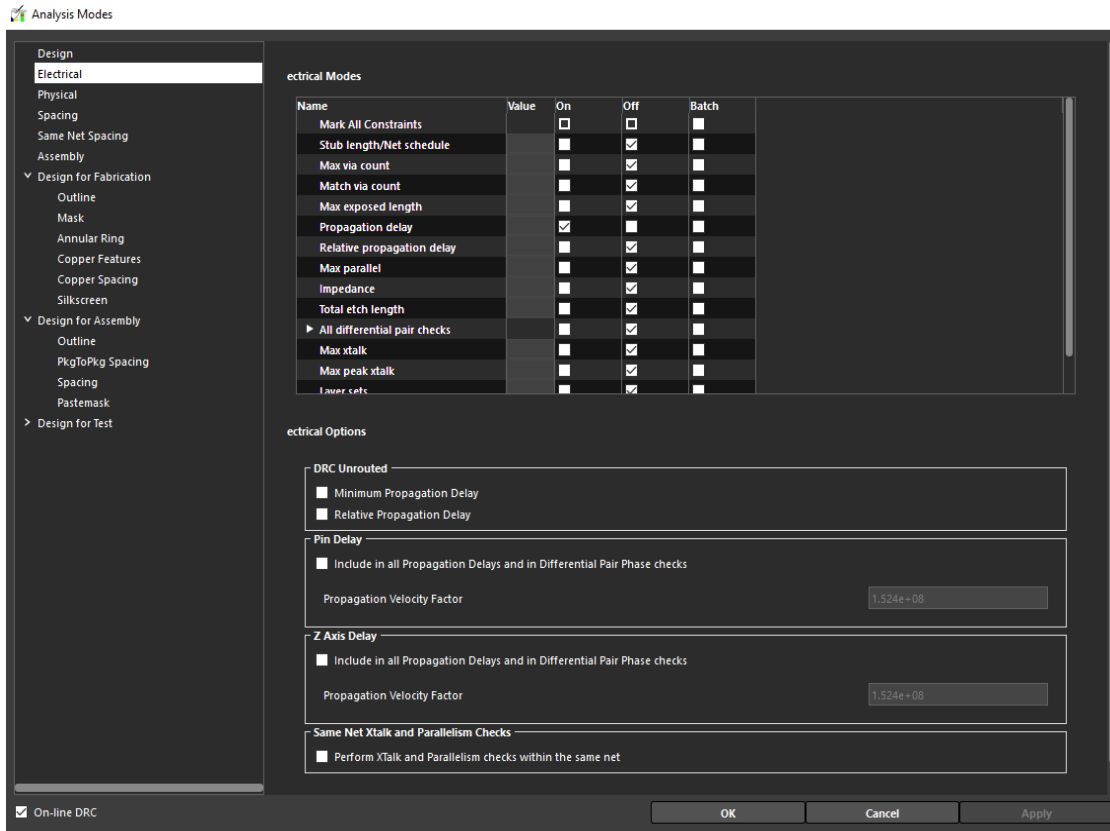 Analysis Modes
Design
Electrical
Physical
Spacing
Same Net Spacing
Assembly
Design for Fabrication
Outline
Mask
Annular Ring
Copper Features
Copper Spacing
Silkscreen
Design for Assembly
Outline
PkgToPkg Spacing
Spacing
Pastemask
Design for Test
ectrical Modes
Name Value On Off Batch
Mark All Constraints
Stub length/Net schedule
Max via count
Match via count
Max exposed length
Propagation delay
Relative propagation delay
Max parallel
Impedance
Total etch length
All differential pair checks
Max xtalk
Max peak xtalk
Layer sets
ectrical Options
DRC Unrouted
Minimum Propagation Delay
Relative Propagation Delay
Pin Delay
Include in all Propagation Delays and in Differential Pair Phase checks
Propagation Velocity Factor 1.524e+08
Z Axis Delay
Include in all Propagation Delays and in Differential Pair Phase checks
Propagation Velocity Factor 1.524e+08
Same Net Xtalk and Parallelism Checks
Perform XTalk and Parallelism checks within the same net
On-line DRC OK Cancel Apply